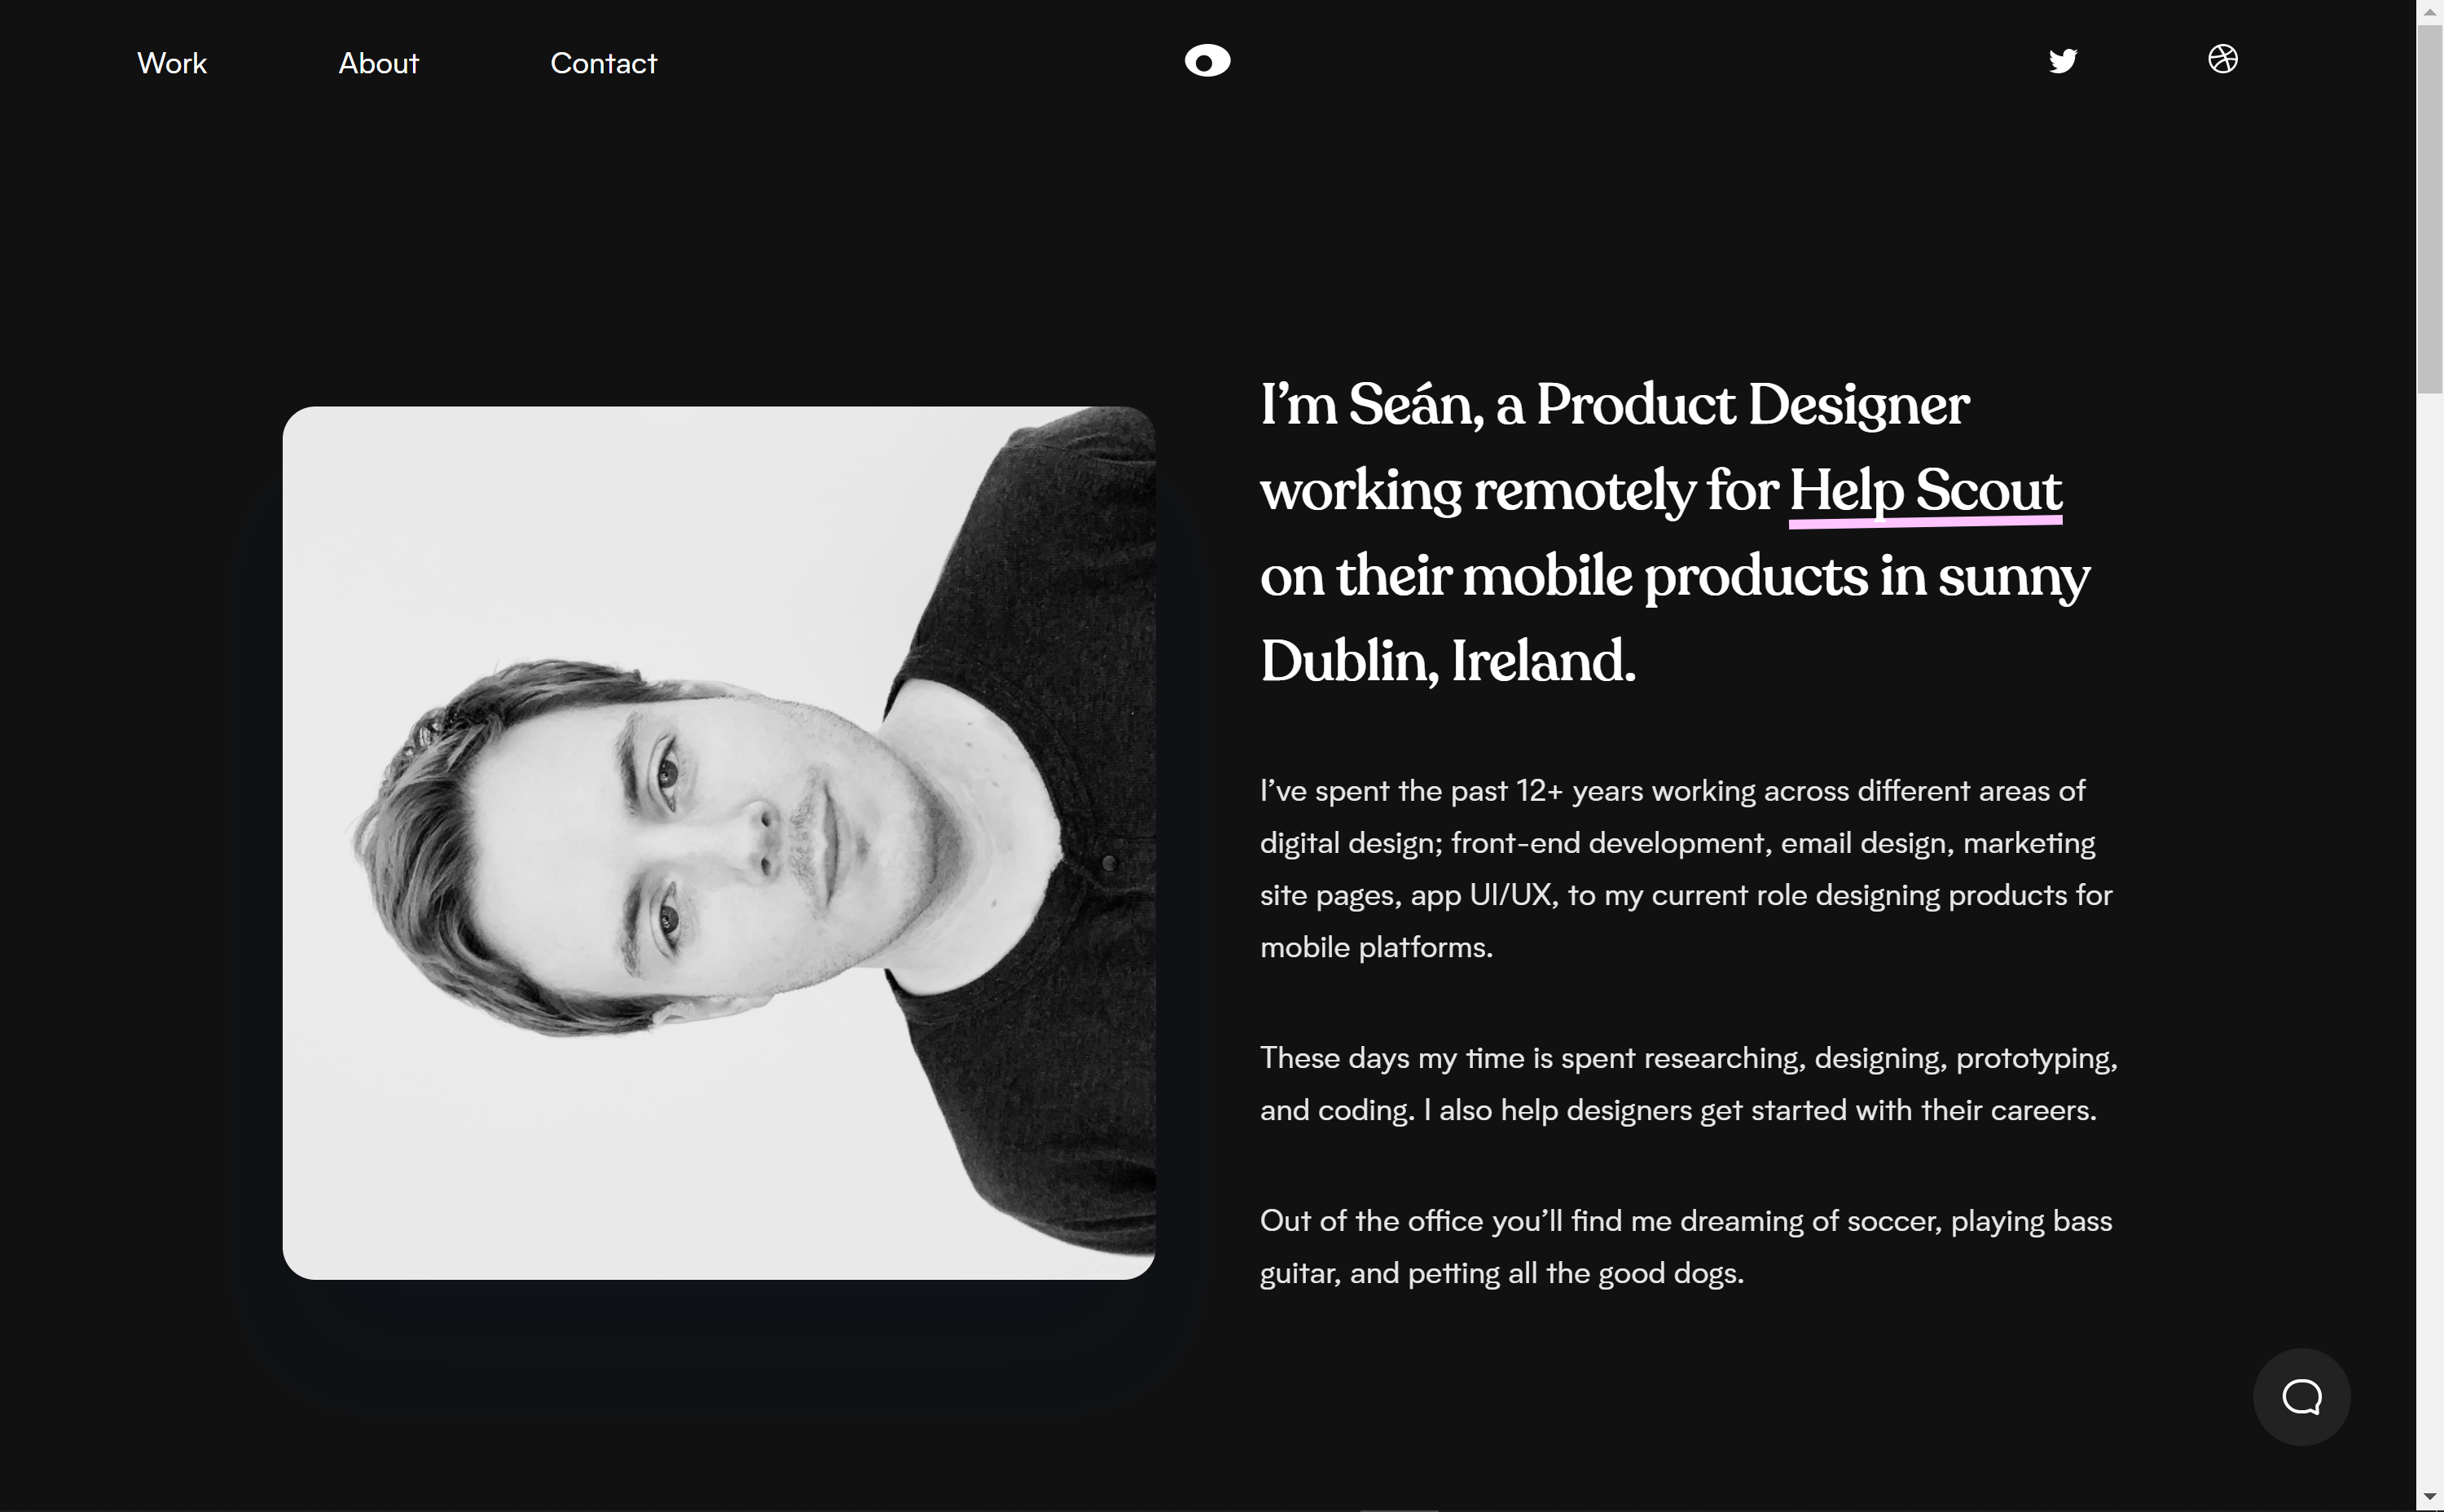 Work
About
Contact
I’m Seán, a Product Designer
working remotely for Help Scout
on their mobile products in sunny
Dublin, Ireland.
I’ve spent the past 12+ years working across different areas of
digital design; front-end development, email design, marketing
site pages, app UI/UX, to my current role designing products for
mobile platforms.
These days my time is spent researching, designing, prototyping,
and coding. I also help designers get started with their careers.
Out of the office you’ll find me dreaming of soccer, playing bass
guitar, and petting all the good dogs.